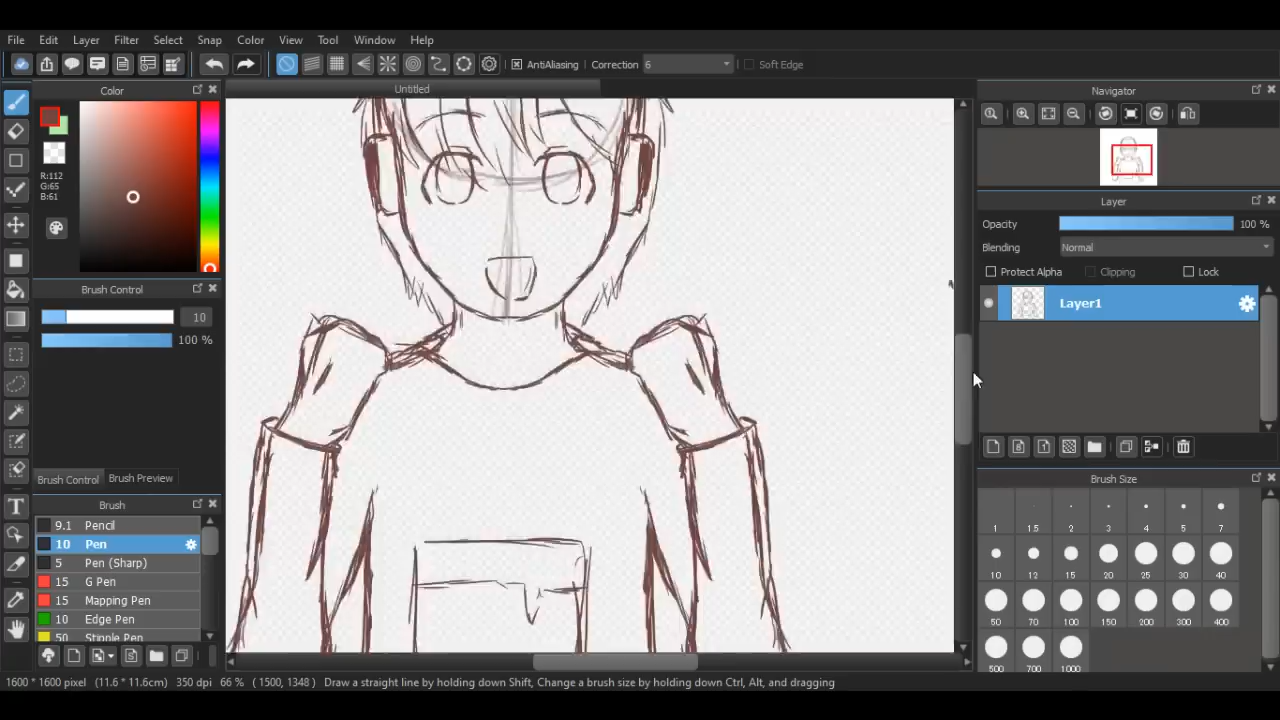 File Edit Layer Filter Select Snap Color View Tool Window Help
AntiAliasing Correction 6 Soft Edge
Color
Untitled
Navigator
R:112
G:65
B:61
Layer
Opacity 100 %
Blending Normal
Protect Alpha Clipping Lock
Layer1
Brush Control
10
100 %
Brush Control Brush Preview
Brush
9.1 Pencil
10 Pen
5 Pen (Sharp)
15 G Pen
15 Mapping Pen
10 Edge Pen
50 Stipple Pen
Brush Size
1 1.5 2 3 4 5 7
10 12 15 20 25 30 40
50 70 100 150 200 300 400
500 700 1000
1600 * 1600 pixel (11.6 * 11.6cm) 350 dpi 66 % ( 1500, 1348 ) Draw a straight line by holding down Shift, Change a brush size by holding down Ctrl, Alt, and dragging